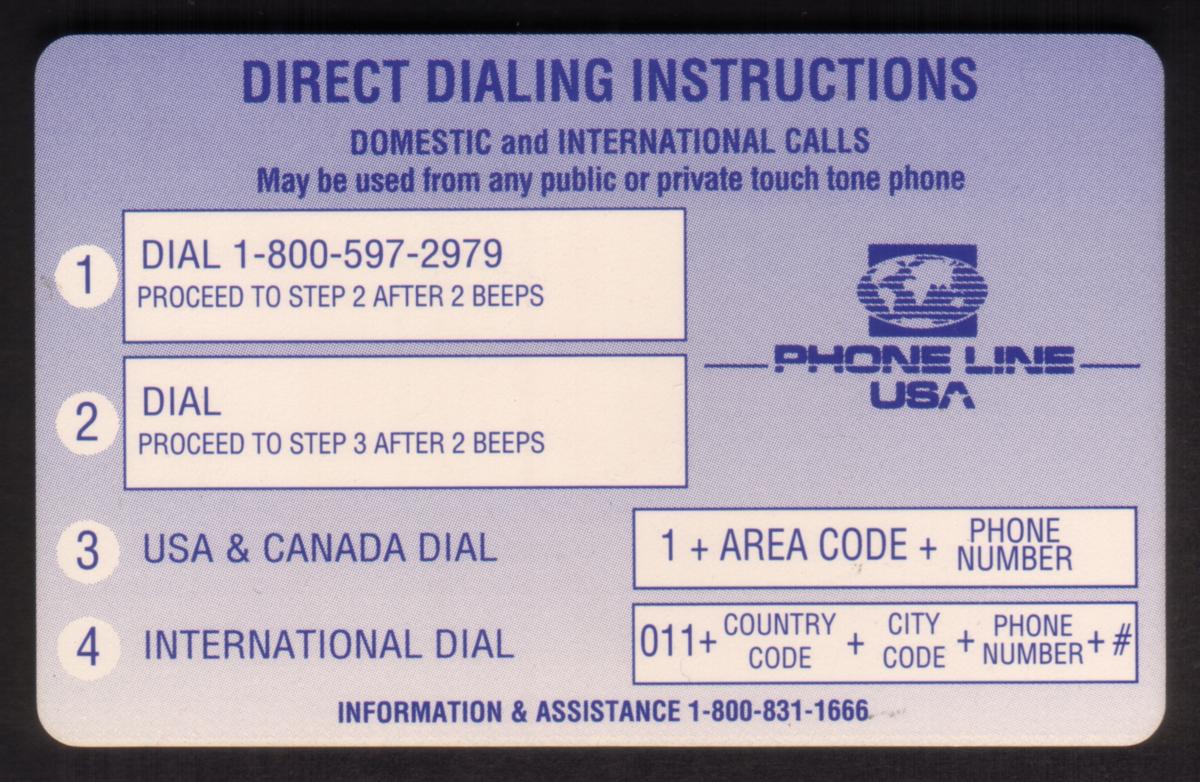 DIRECT DIALING INSTRUCTIONS
DOMESTIC and INTERNATIONAL CALLS
May be used from any public or private touch tone phone
1
DIAL 1-800-597-2979
PROCEED TO STEP 2 AFTER 2 BEEPS
PHONE LINE
USA
2
DIAL
PROCEED TO STEP 3 AFTER 2 BEEPS
3 USA & CANADA DIAL 1 + AREA CODE + PHONE NUMBER
4 INTERNATIONAL DIAL 011+ COUNTRY CODE + CITY CODE + PHONE NUMBER + #
INFORMATION & ASSISTANCE 1-800-831-1666